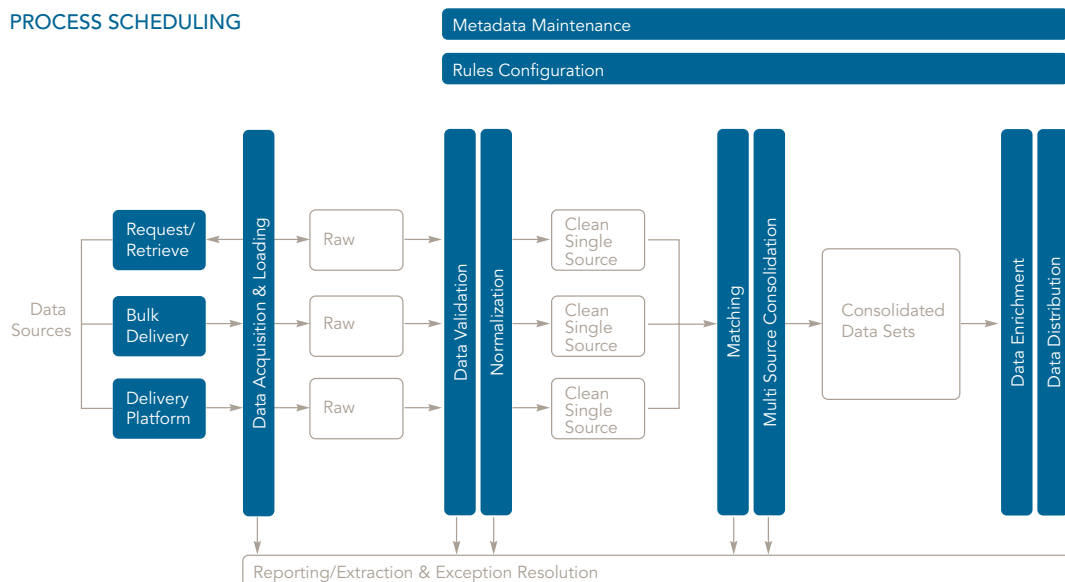 PROCESS SCHEDULING
Metadada Maintenance
Rules Configuration
Data
Sources
Request/
Retrieve
Bulk
Delivery
Delivery
Platform
Data Acquisition & Loading
Raw
Raw
Raw
Data Validation
Normalization
Clean
Single
Source
Clean
Single
Source
Clean
Single
Source
Matching
Multi Source Consolidation
Consolidated
Data Sets
Data Enrichment
Data Distribution
Reporting/Extraction & Exception Resolution